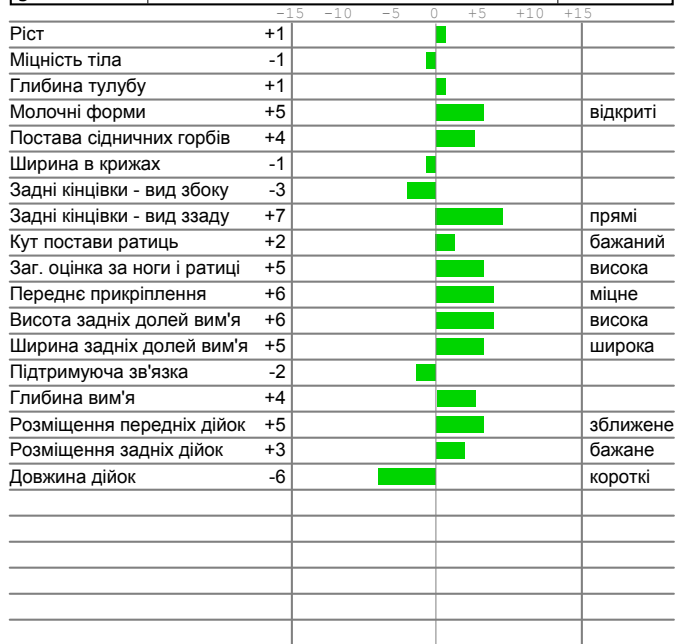 -15 -10 -5 0 +5 +10 +15
Ріст +1
Міцність тіла -1
Глибина тулубу +1
Молочні форми +5 відкриті
Постава сідничних горбів +4
Ширина в крижах -1
Задні кінцівки - вид збоку -3
Задні кінцівки - вид ззаду +7 прямі
Кут постави ратиць +2 бажаний
Заг. оцінка за ноги і ратиці +5 висока
Переднє прикріплення +6 міцне
Висота задніх долей вим'я +6 висока
Ширина задніх долей вим'я +5 широка
Підтримуюча зв'язка -2
Глибина вим'я +4
Розміщення передніх дійок +5 зближене
Розміщення задніх дійок +3 бажане
Довжина дійок -6 короткі